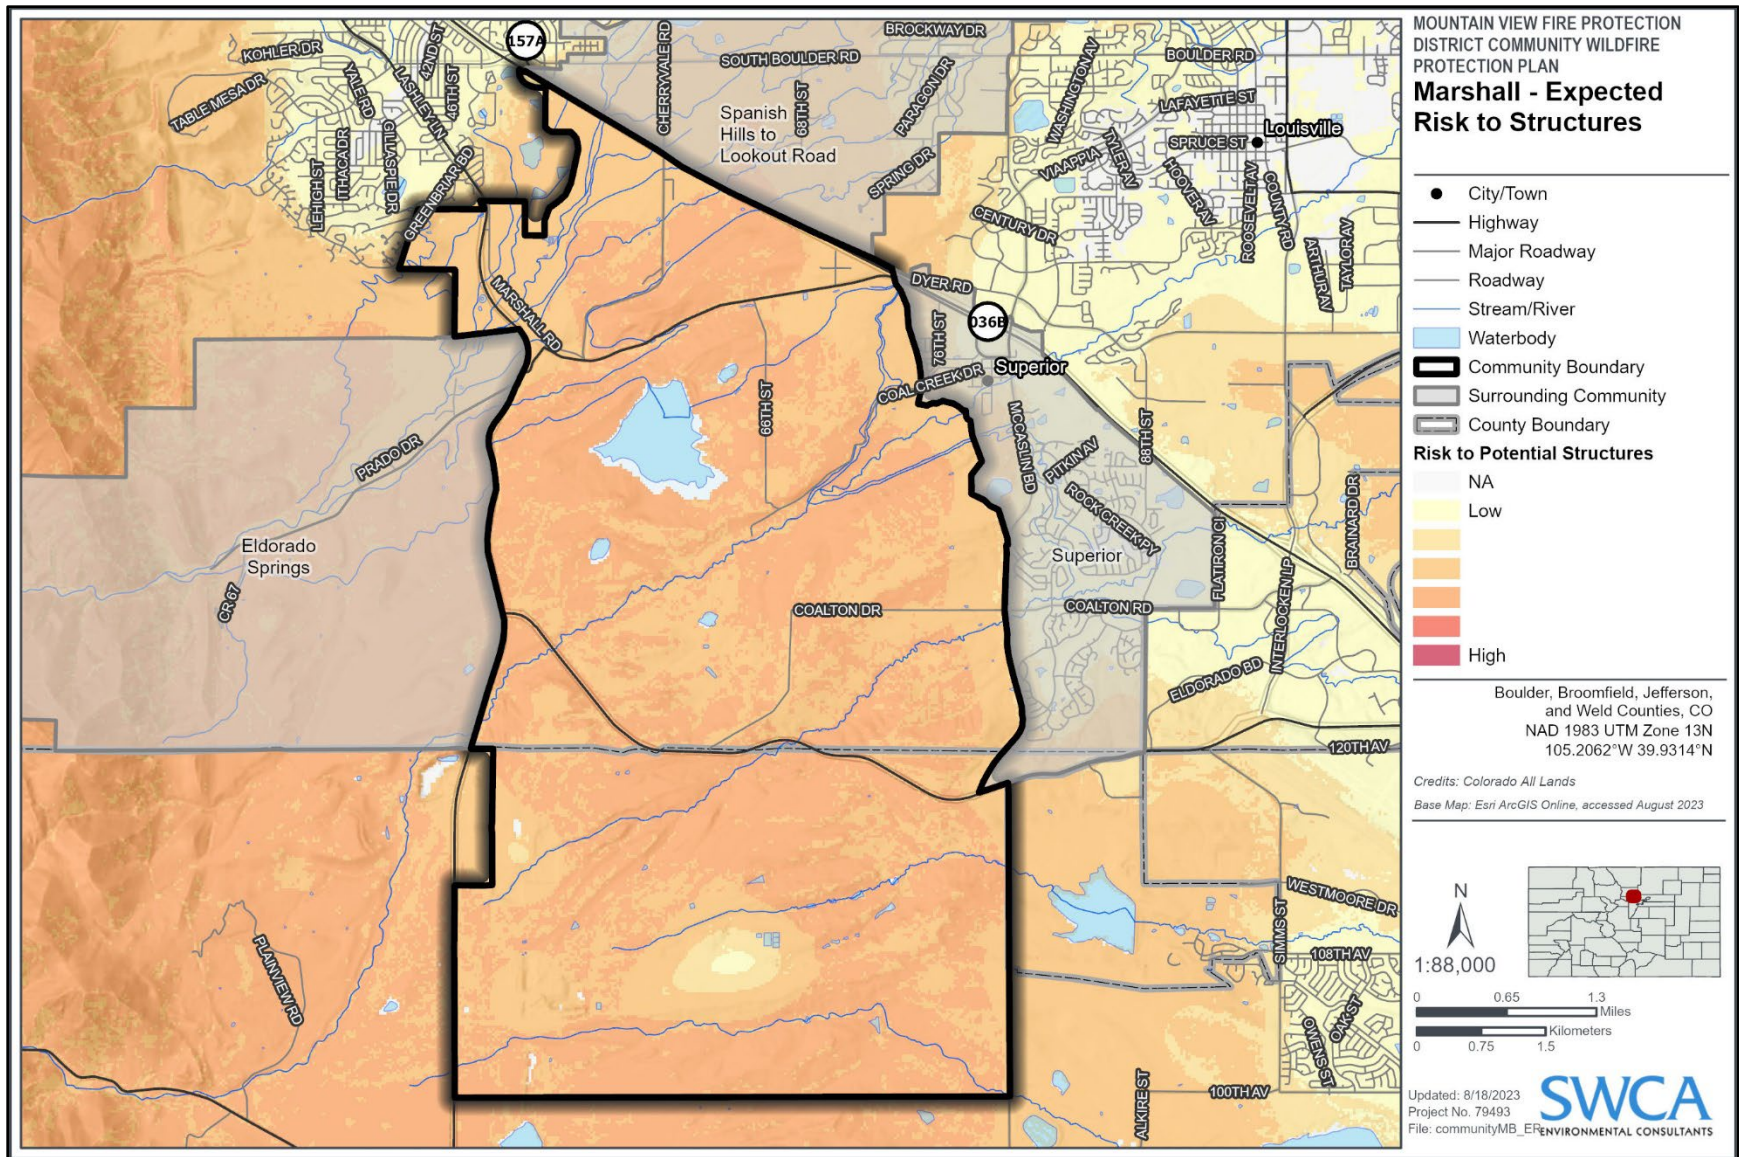 MOUNTAIN VIEW FIRE PROTECTION
DISTRICT COMMUNITY WILDFIRE
PROTECTION PLAN
Marshall - Expected
Risk to Structures
City/Town
Highway
Major Roadway
Roadway
Stream/River
Waterbody
Community Boundary
Surrounding Community
County Boundary
Risk to Potential Structures
NA
Low
High
Boulder, Broomfield, Jefferson,
and Weld Counties, CO
NAD 1983 UTM Zone 13N
105.2062°W 39.9314°N
Credits: Colorado All Lands
Base Map: Esri ArcGIS Online, accessed August 2023
N
1:88,000
0 0.65 1.3
Miles
Kilometers
0 0.75 1.5
Updated: 8/18/2023
Project No. 79493
File: communityMB_ER
SWCA
ENVIRONMENTAL CONSULTANTS
157A
KOHLER DR
TABLE MESA DR
YALE RD
LASHLEY LN
42ND ST
46TH ST
LEHIGH ST
ITHACA DR
GILLASPIE DR
GREENBRIAR BD
CHERRYVALE RD
SOUTH BOULDER RD
BROCKWAY DR
68TH ST
PARAGON DR
SPRING DR
Spanish
Hills to
Lookout Road
WASHINGTON AV
BOULDER RD
LAFAYETTE ST
Louisville
SPRUCE ST
VIA APPIA
TYLER AV
HOOVER AV
ROOSEVELT AV
COUNTY RD
ARTHUR AV
TAYLOR AV
CENTURY DR
DYER RD
036B
76TH ST
Superior
COAL CREEK DR
MARSHALL RD
66TH ST
PRADO DR
Eldorado
Springs
CR 67
MCCASLIN BD
PITKIN AV
88TH ST
ROCK CREEK PY
Superior
FLATIRON CI
BRAINARD DR
INTERLOCKEN LP
COALTON DR
COALTON RD
ELDORADO BD
120TH AV
PLAINVIEW RD
WESTMOORE DR
SIMMS ST
108TH AV
OAK ST
OWENS ST
ALKIRE ST
100TH AV